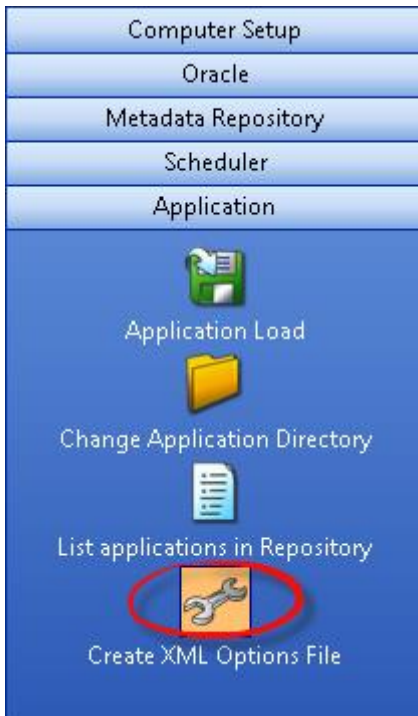 Computer Setup
Oracle
Metadata Repository
Scheduler
Application
Application Load
Change Application Directory
List applications in Repository
Create XML Options File